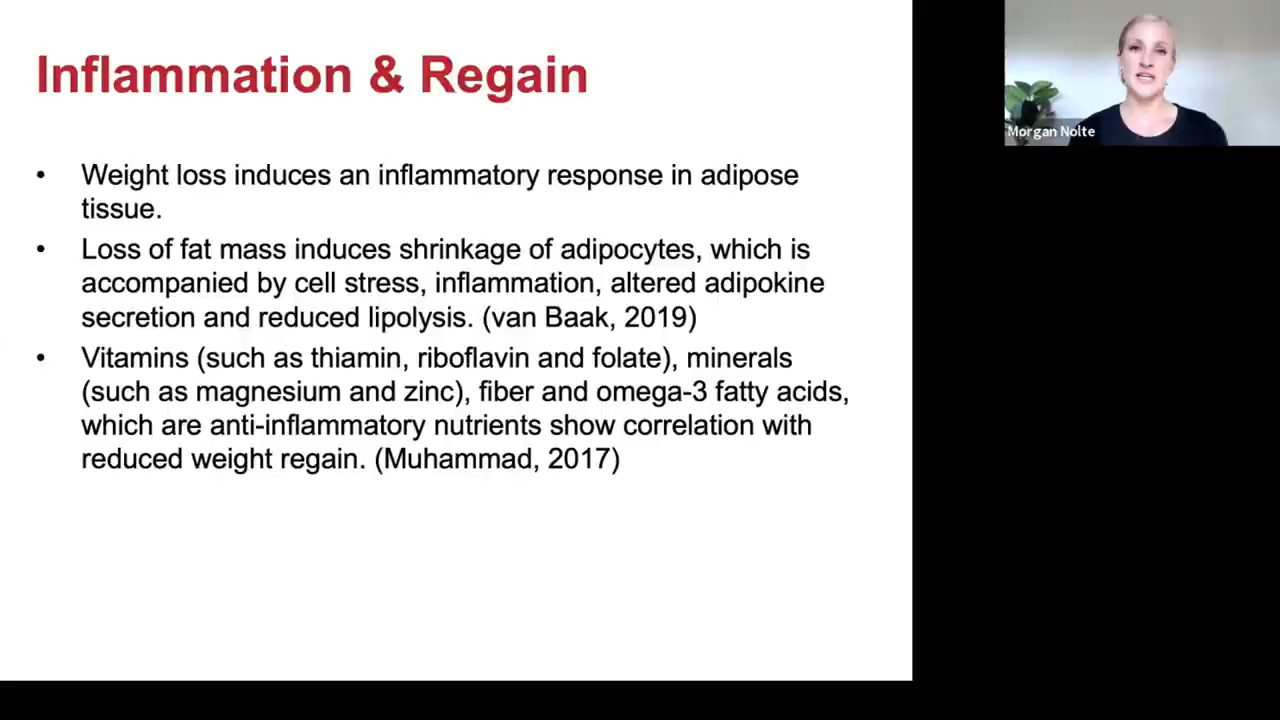 Inflammation & Regain
Morgan Nolte
• Weight loss induces an inflammatory response in adipose
tissue.
• Loss of fat mass induces shrinkage of adipocytes, which is
accompanied by cell stress, inflammation, altered adipokine
secretion and reduced lipolysis. (van Baak, 2019)
• Vitamins (such as thiamin, riboflavin and folate), minerals
(such as magnesium and zinc), fiber and omega-3 fatty acids,
which are anti-inflammatory nutrients show correlation with
reduced weight regain. (Muhammad, 2017)